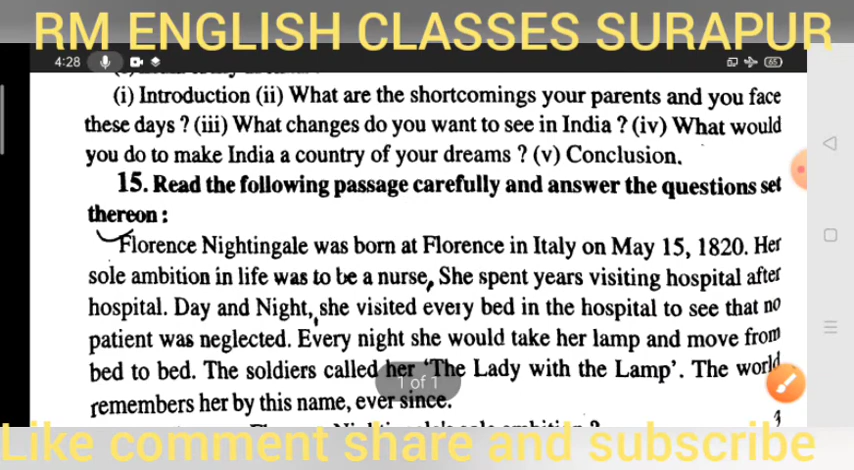 RM ENGLISH CLASSES SURAPUR
4:28
65
(i) Introduction (ii) What are the shortcomings your parents and you face
these days ? (iii) What changes do you want to see in India ? (iv) What would
you do to make India a country of your dreams ? (v) Conclusion.
15. Read the following passage carefully and answer the questions set
thereon :
Florence Nightingale was born at Florence in Italy on May 15, 1820. Her
sole ambition in life was to be a nurse, She spent years visiting hospital after
hospital. Day and Night, she visited every bed in the hospital to see that no
patient was neglected. Every night she would take her lamp and move from
bed to bed. The soldiers called her ‘The Lady with the Lamp’. The world
1 of 1
remembers her by this name, ever since.
Like comment share and subscribe